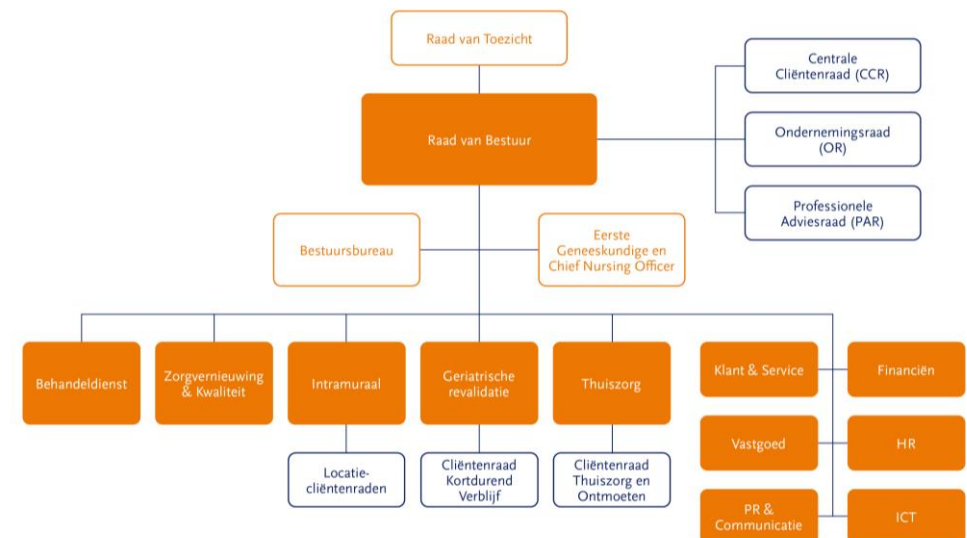 Raad van Toezicht
Centrale
Cliëntenraad (CCR)
Raad van Bestuur
Ondernemingsraad
(OR)
Professionele
Adviesraad (PAR)
Bestuursbureau
Eerste
Geneeskundige en
Chief Nursing Officer
Behandeldienst
Zorgvernieuwing
& Kwaliteit
Intramuraal
Geriatrische
revalidatie
Thuiszorg
Klant & Service
Financiën
Locatie-
cliëntenraden
Cliëntenraad
Kortdurend
Verblijf
Cliëntenraad
Thuiszorg en
Ontmoeten
Vastgoed
HR
PR &
Communicatie
ICT